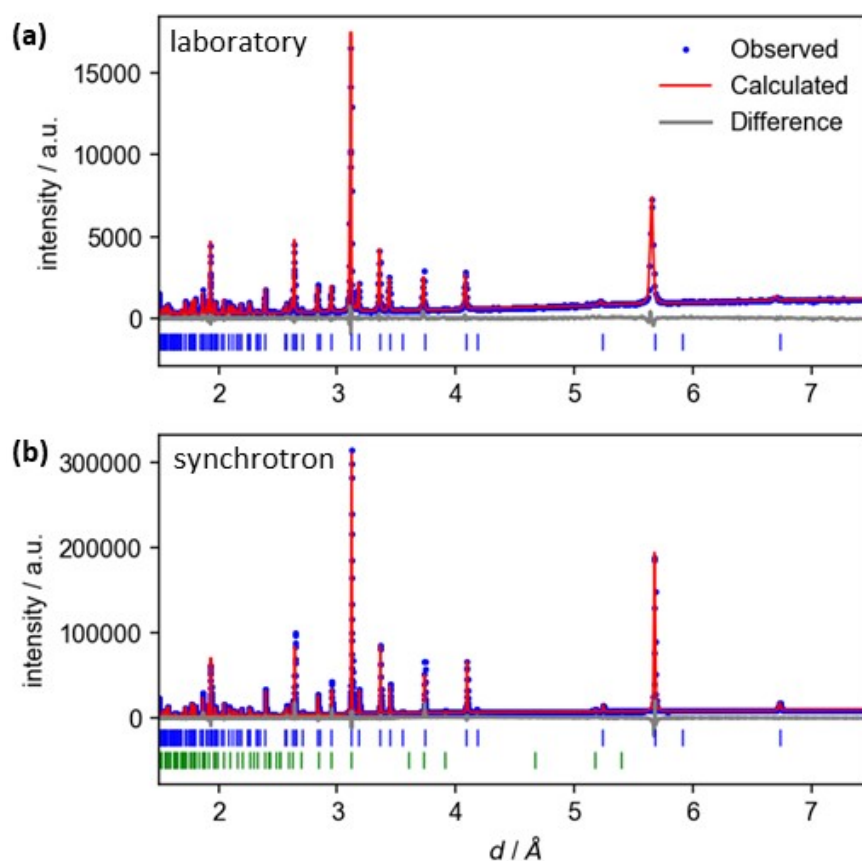 (a)
laboratory
Observed
Calculated
Difference
intensity / a.u.
15000
10000
5000
0
2 3 4 5 6 7
(b)
synchrotron
intensity / a.u.
300000
200000
100000
0
2 3 4 5 6 7
d / Å